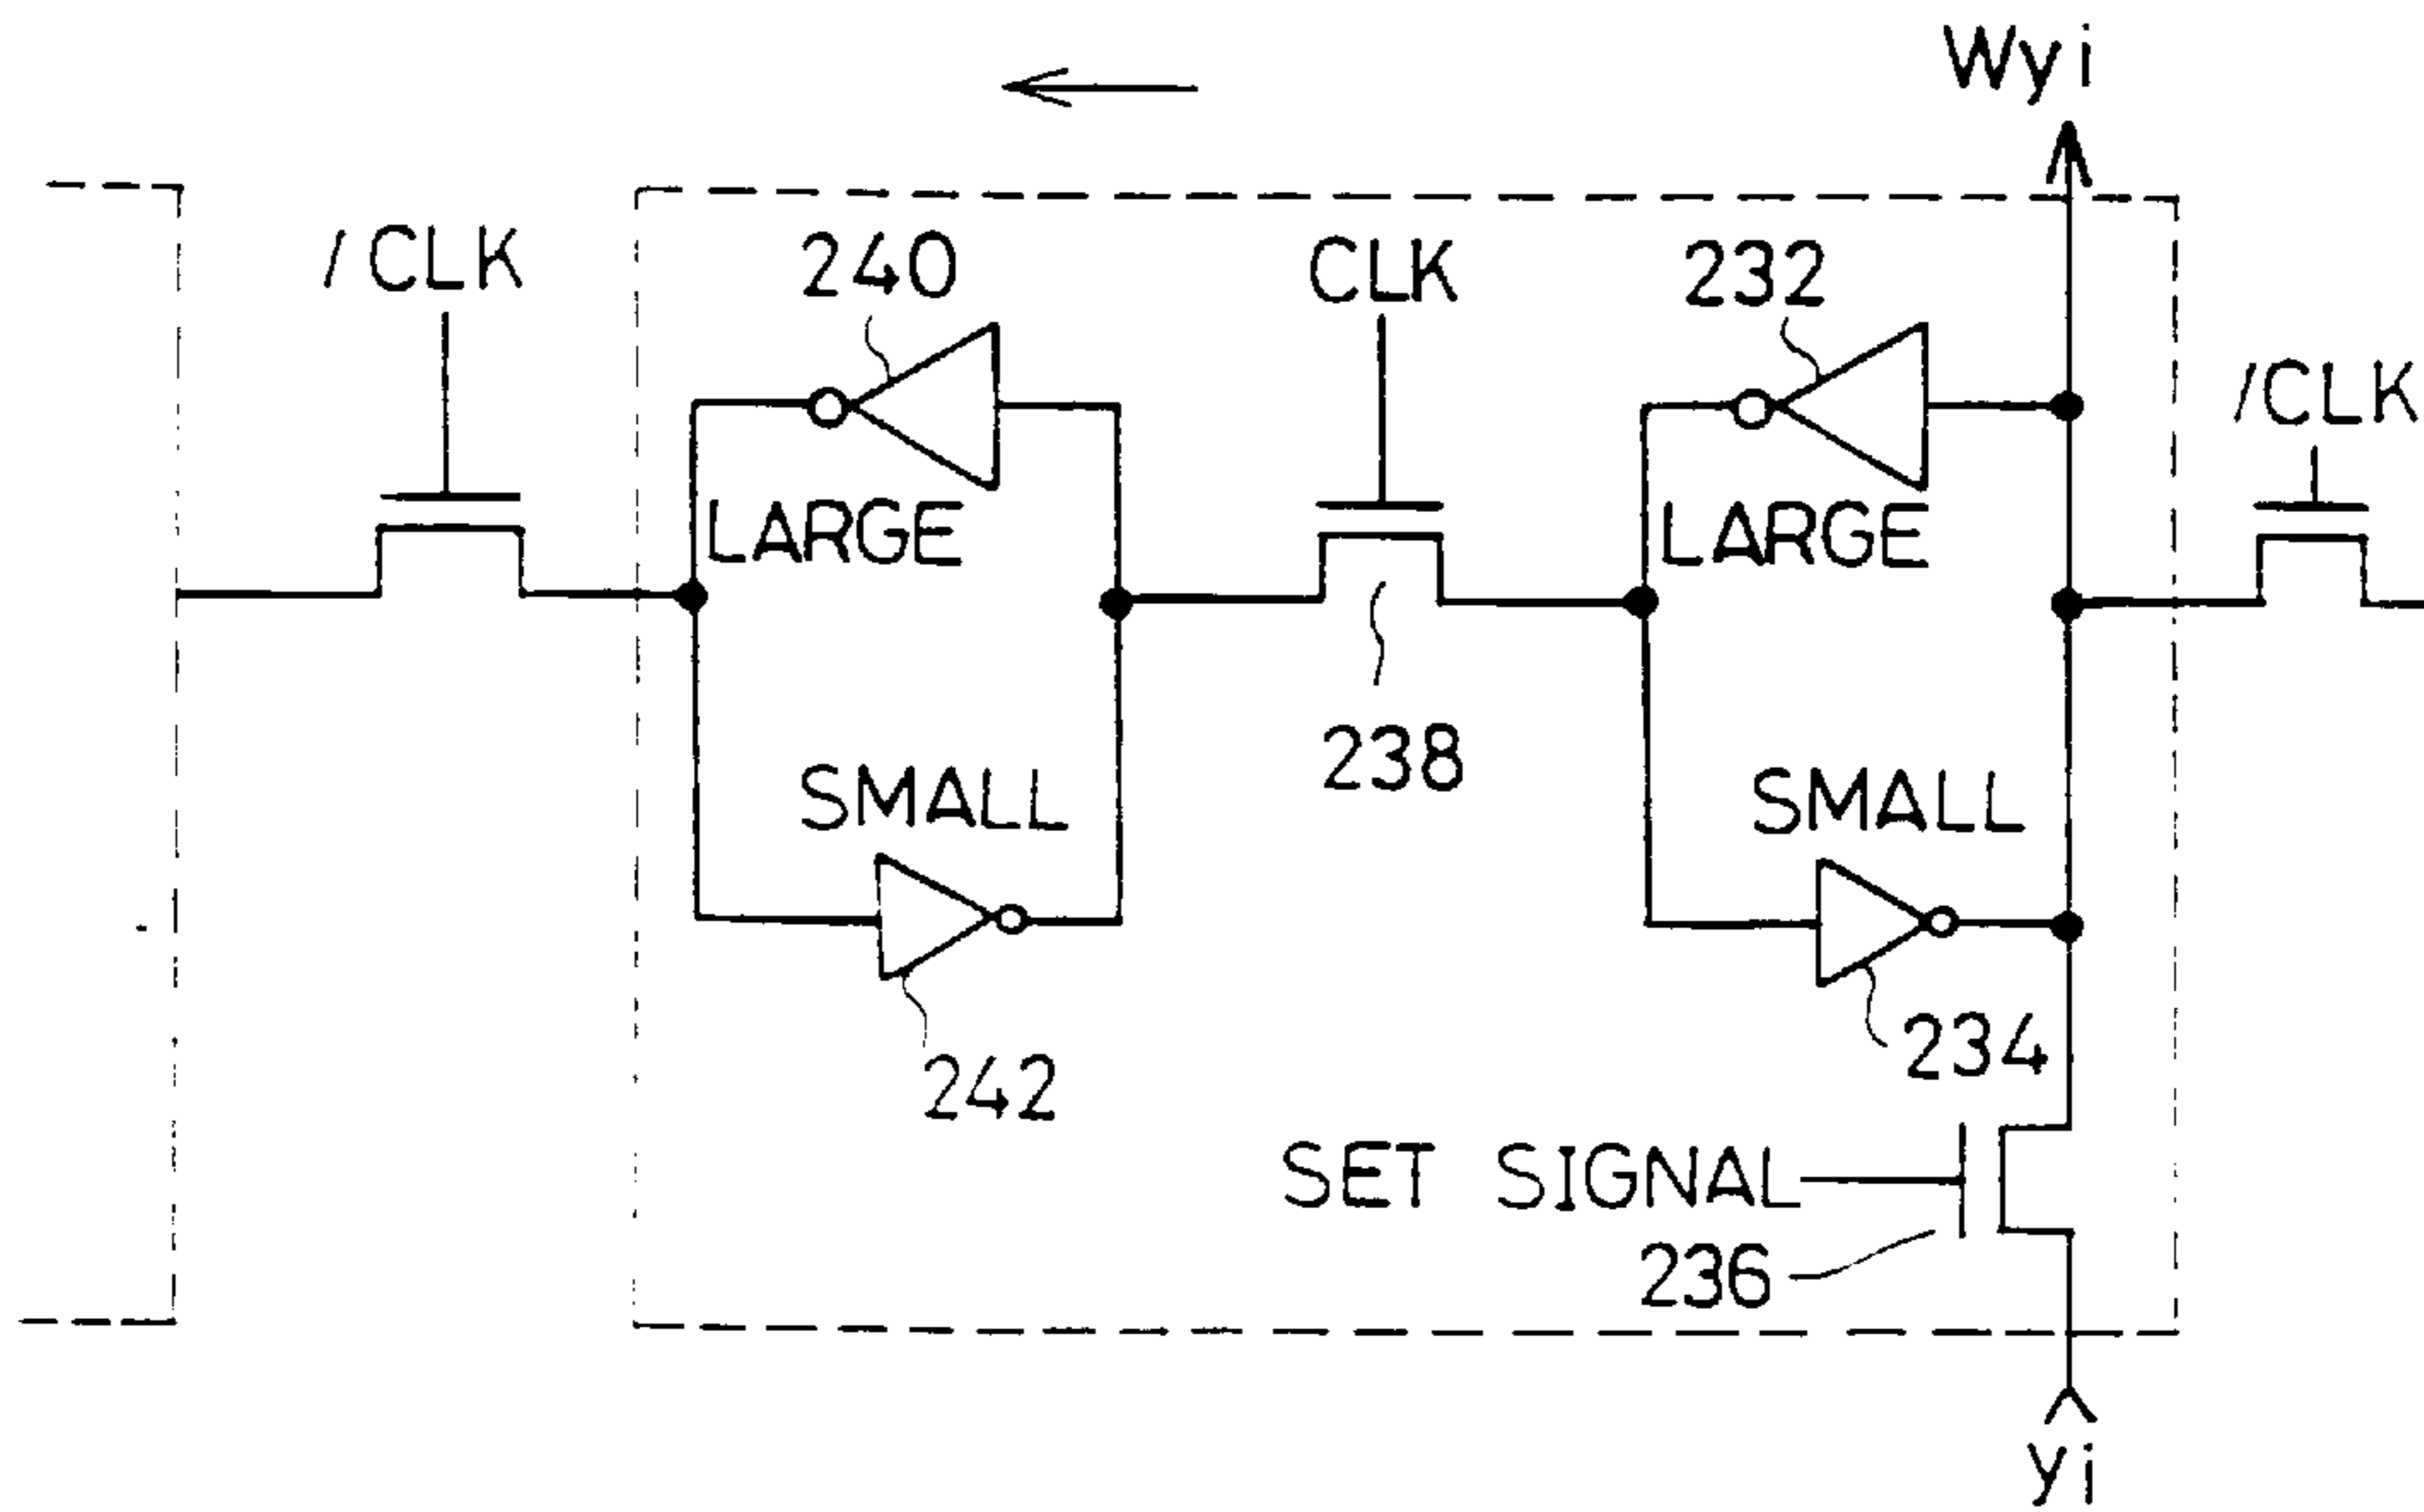 Wyi
/CLK
240
CLK
232
/CLK
LARGE
LARGE
238
SMALL
SMALL
234
242
SET SIGNAL
236
yi